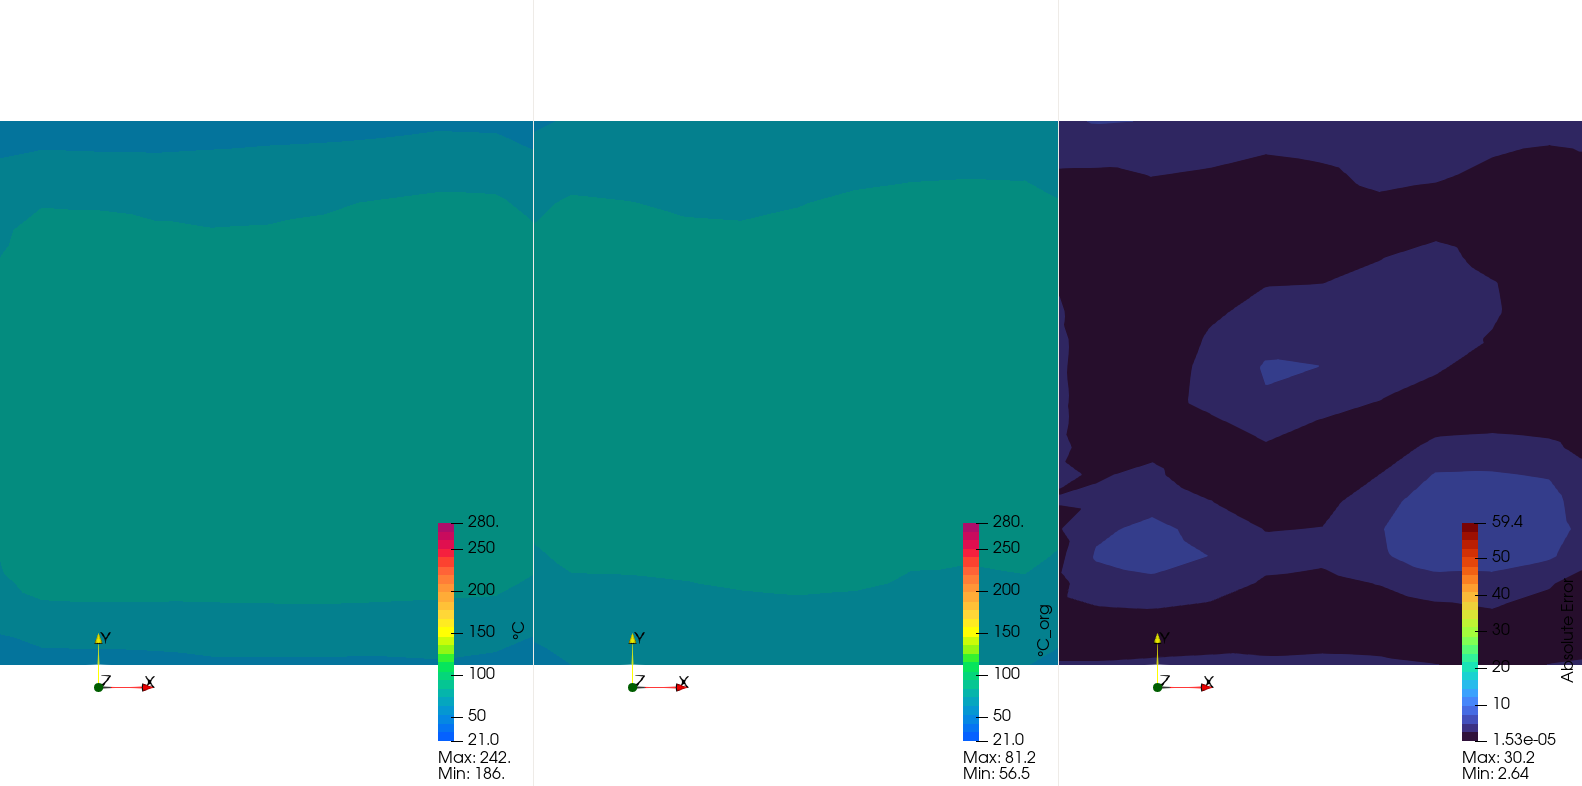 280.
250
200
150
100
50
21.0
°C
Max: 242.
Min: 186.
Y
Z
X
280.
250
200
150
100
50
21.0
°C_org
Max: 81.2
Min: 56.5
Y
Z
X
59.4
50
40
30
20
10
1.53e-05
Absolute Error
Max: 30.2
Min: 2.64
Y
Z
X